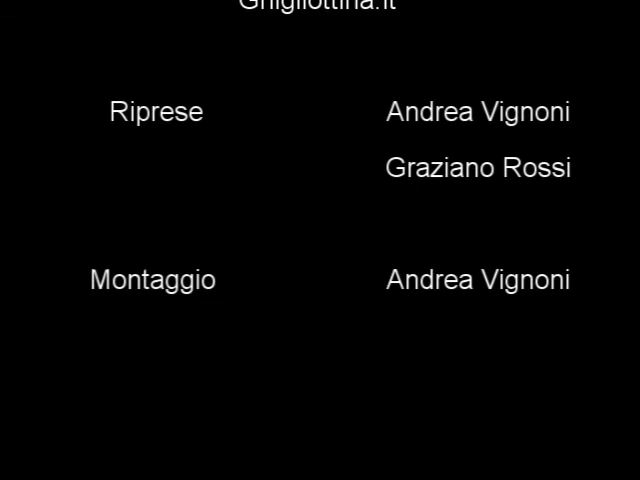 Ghigliottina.it
Riprese Andrea Vignoni
Graziano Rossi
Montaggio Andrea Vignoni